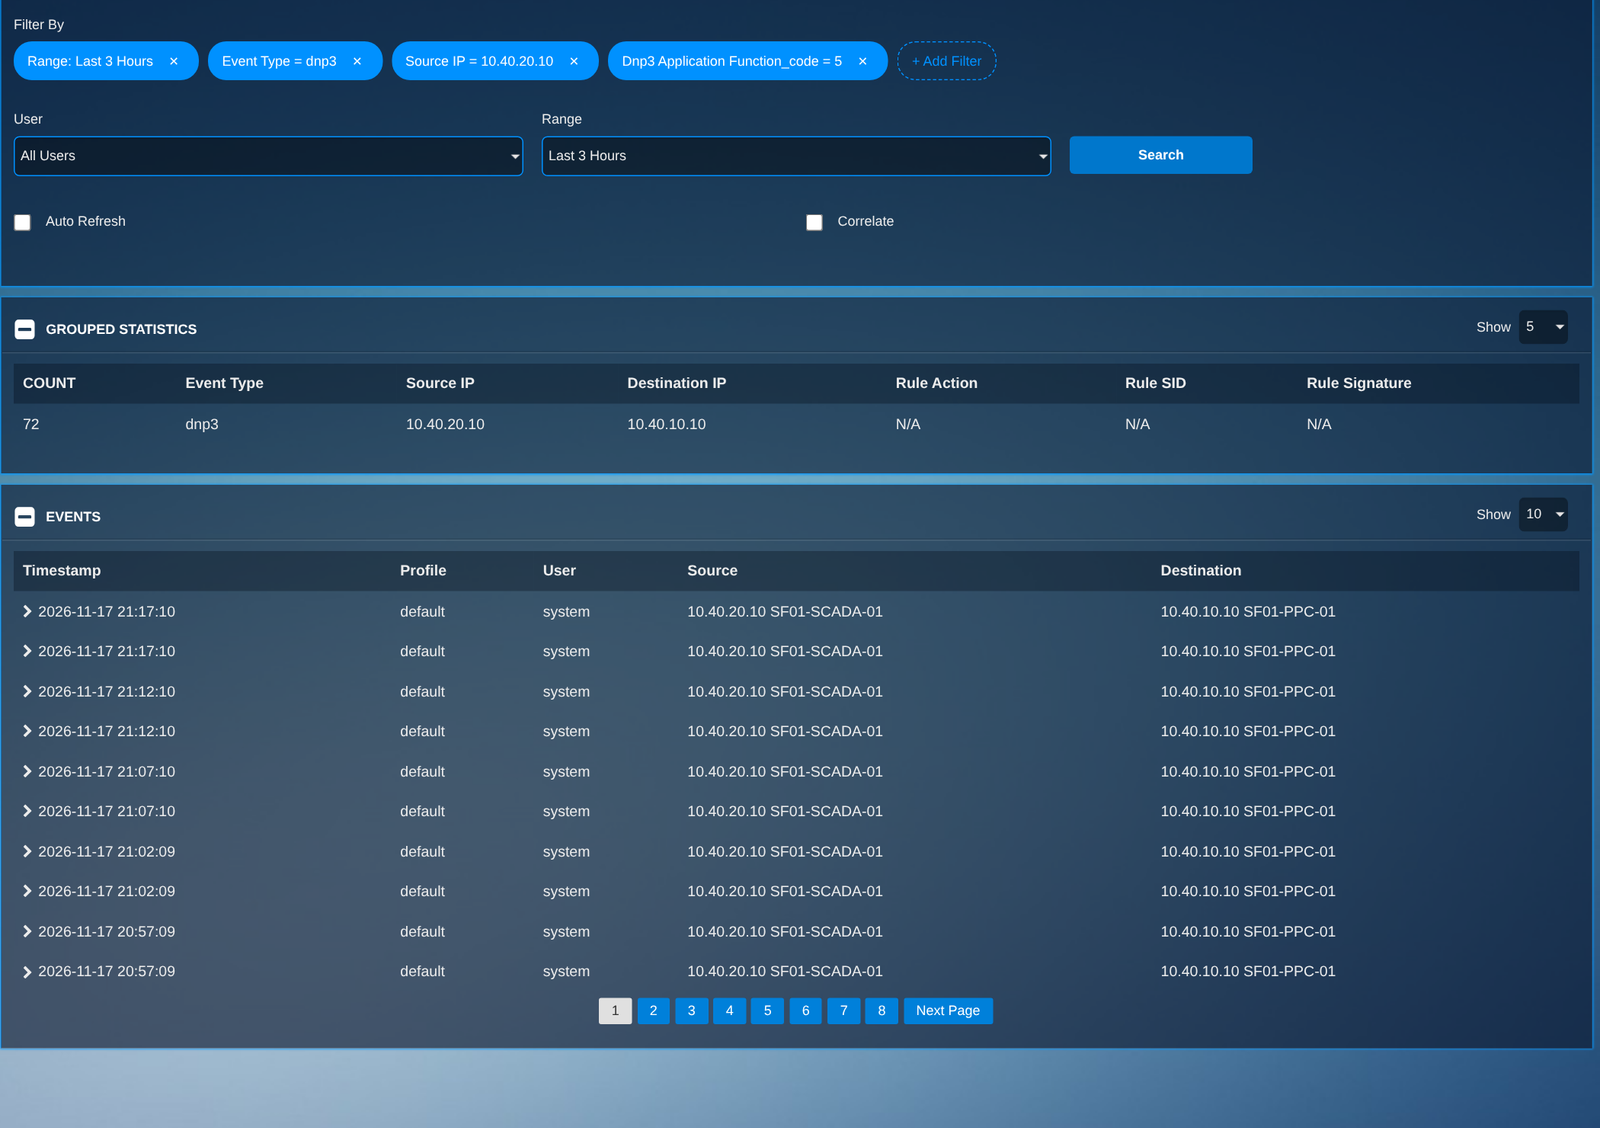 Filter By
Range: Last 3 Hours × Event Type = dnp3 × Source IP = 10.40.20.10 × Dnp3 Application Function_code = 5 × + Add Filter
User Range
All Users Last 3 Hours Search
Auto Refresh Correlate
GROUPED STATISTICS Show 5
COUNT Event Type Source IP Destination IP Rule Action Rule SID Rule Signature
72 dnp3 10.40.20.10 10.40.10.10 N/A N/A N/A
EVENTS Show 10
Timestamp Profile User Source Destination
2026-11-17 21:17:10 default system 10.40.20.10 SF01-SCADA-01 10.40.10.10 SF01-PPC-01
2026-11-17 21:17:10 default system 10.40.20.10 SF01-SCADA-01 10.40.10.10 SF01-PPC-01
2026-11-17 21:12:10 default system 10.40.20.10 SF01-SCADA-01 10.40.10.10 SF01-PPC-01
2026-11-17 21:12:10 default system 10.40.20.10 SF01-SCADA-01 10.40.10.10 SF01-PPC-01
2026-11-17 21:07:10 default system 10.40.20.10 SF01-SCADA-01 10.40.10.10 SF01-PPC-01
2026-11-17 21:07:10 default system 10.40.20.10 SF01-SCADA-01 10.40.10.10 SF01-PPC-01
2026-11-17 21:02:09 default system 10.40.20.10 SF01-SCADA-01 10.40.10.10 SF01-PPC-01
2026-11-17 21:02:09 default system 10.40.20.10 SF01-SCADA-01 10.40.10.10 SF01-PPC-01
2026-11-17 20:57:09 default system 10.40.20.10 SF01-SCADA-01 10.40.10.10 SF01-PPC-01
2026-11-17 20:57:09 default system 10.40.20.10 SF01-SCADA-01 10.40.10.10 SF01-PPC-01
1 2 3 4 5 6 7 8 Next Page